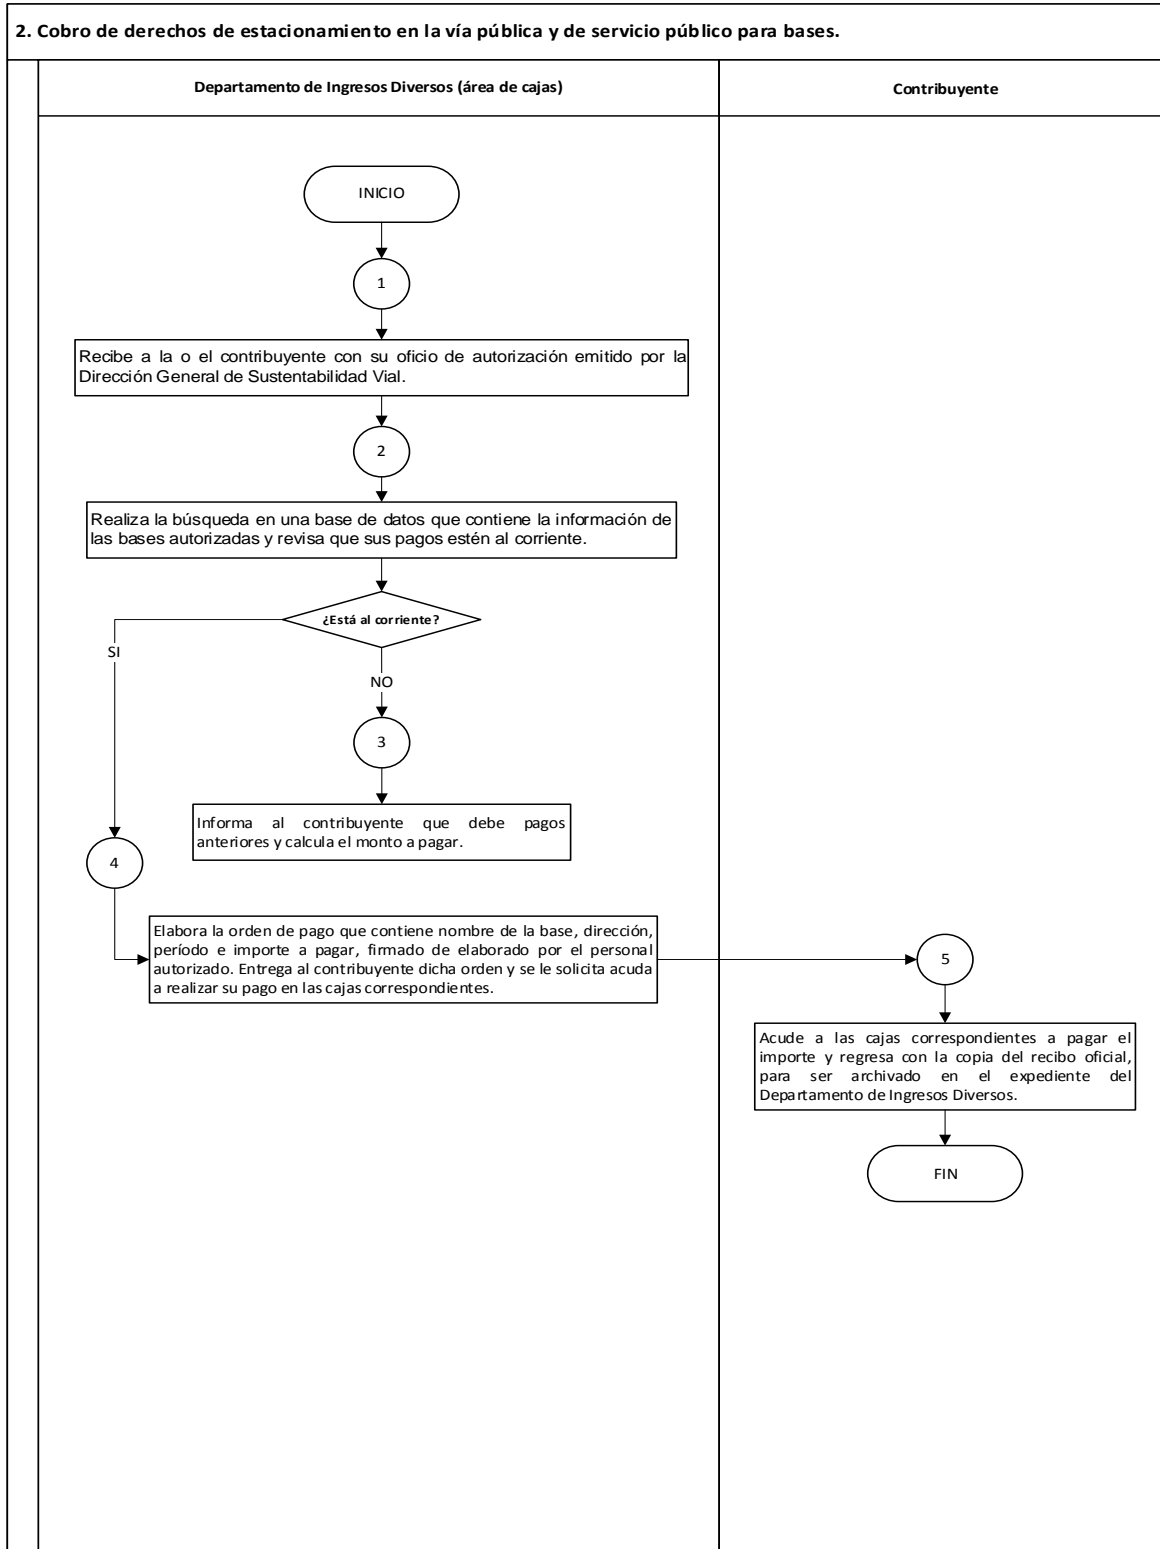 2. Cobro de derechos de estacionamiento en la vía pública y de servicio público para bases.
Departamento de Ingresos Diversos (área de cajas)
Contribuyente
INICIO
1
Recibe a la o el contribuyente con su oficio de autorización emitido por la
Dirección General de Sustentabilidad Vial.
2
Realiza la búsqueda en una base de datos que contiene la información de
las bases autorizadas y revisa que sus pagos estén al corriente.
¿Está al corriente?
SI
NO
3
Informa al contribuyente que debe pagos
anteriores y calcula el monto a pagar.
4
Elabora la orden de pago que contiene nombre de la base, dirección,
período e importe a pagar, firmado de elaborado por el personal
autorizado. Entrega al contribuyente dicha orden y se le solicita acuda
a realizar su pago en las cajas correspondientes.
5
Acude a las cajas correspondientes a pagar el
importe y regresa con la copia del recibo oficial,
para ser archivado en el expediente del
Departamento de Ingresos Diversos.
FIN